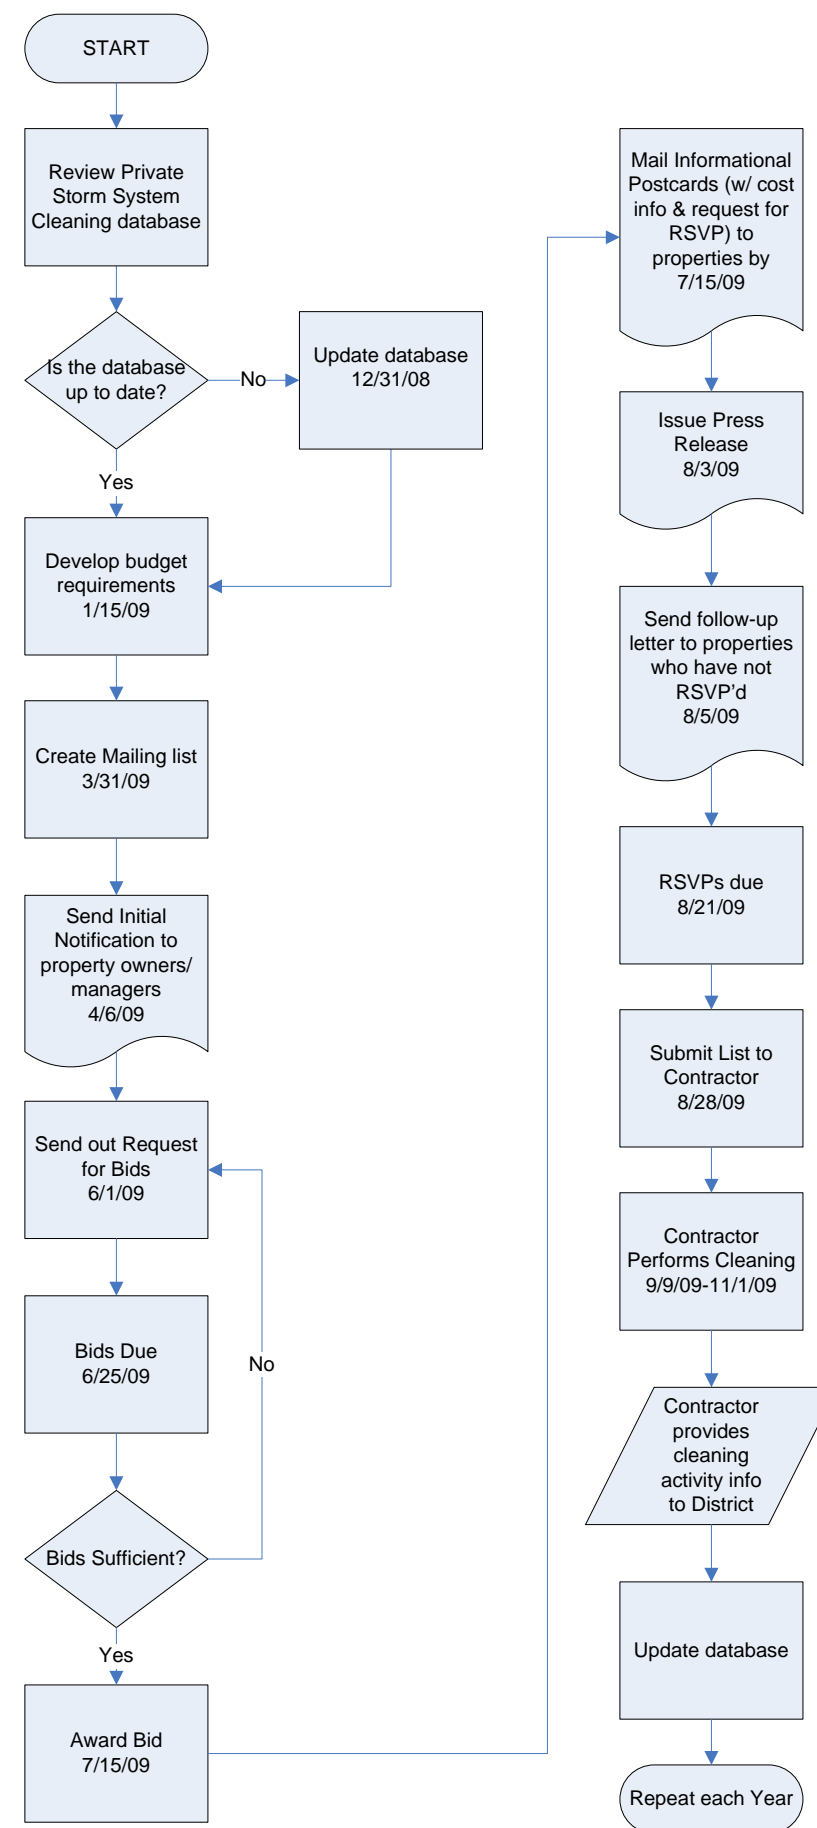 START
Review Private
Storm System
Cleaning database
Is the database
up to date?
No
Update database
12/31/08
Yes
Develop budget
requirements
1/15/09
Create Mailing list
3/31/09
Send Initial
Notification to
property owners/
managers
4/6/09
Send out Request
for Bids
6/1/09
Bids Due
6/25/09
No
Bids Sufficient?
Yes
Award Bid
7/15/09
Mail Informational
Postcards (w/ cost
info & request for
RSVP) to
properties by
7/15/09
Issue Press
Release
8/3/09
Send follow-up
letter to properties
who have not
RSVP’d
8/5/09
RSVPs due
8/21/09
Submit List to
Contractor
8/28/09
Contractor
Performs Cleaning
9/9/09-11/1/09
Contractor
provides
cleaning
activity info
to District
Update database
Repeat each Year